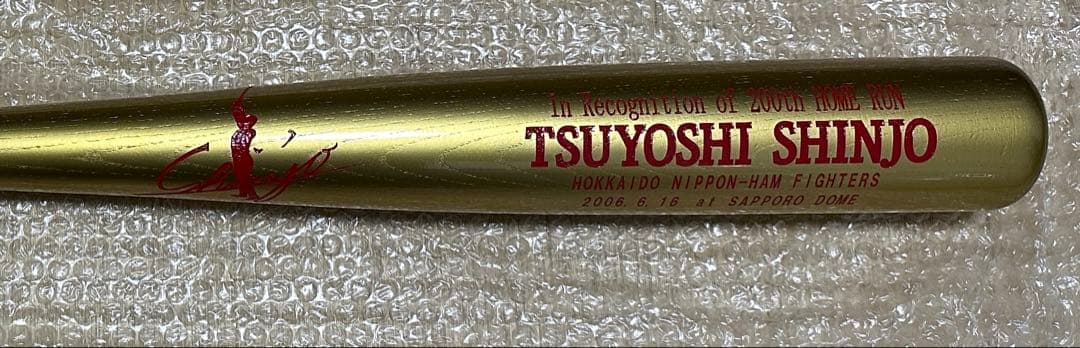 In Recognition of 200th HOME RUN
TSUYOSHI SHINJO
HOKKAIDO NIPPON-HAM FIGHTERS
2006. 6. 16 at SAPPORO DOME